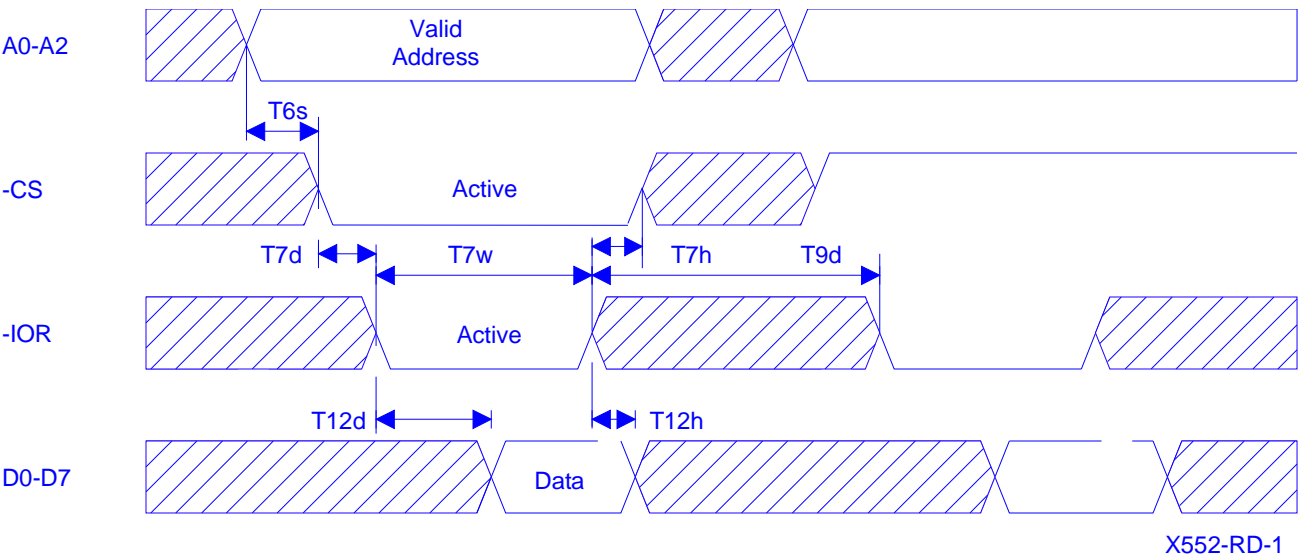 A0-A2
Valid
Address
T6s
-CS
Active
T7d
T7w
T7h
T9d
-IOR
Active
T12d
T12h
D0-D7
Data
X552-RD-1